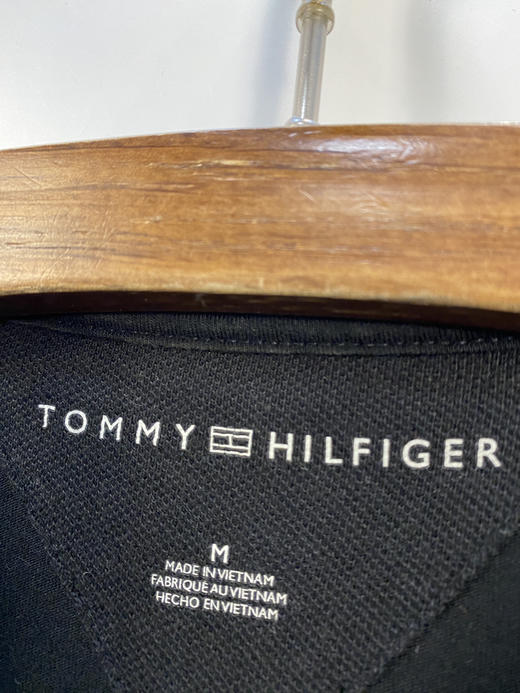 TOMMY HILFIGER
M
MADE IN VIETNAM
FABRIQUÉ AU VIETNAM
HECHO EN VIETNAM